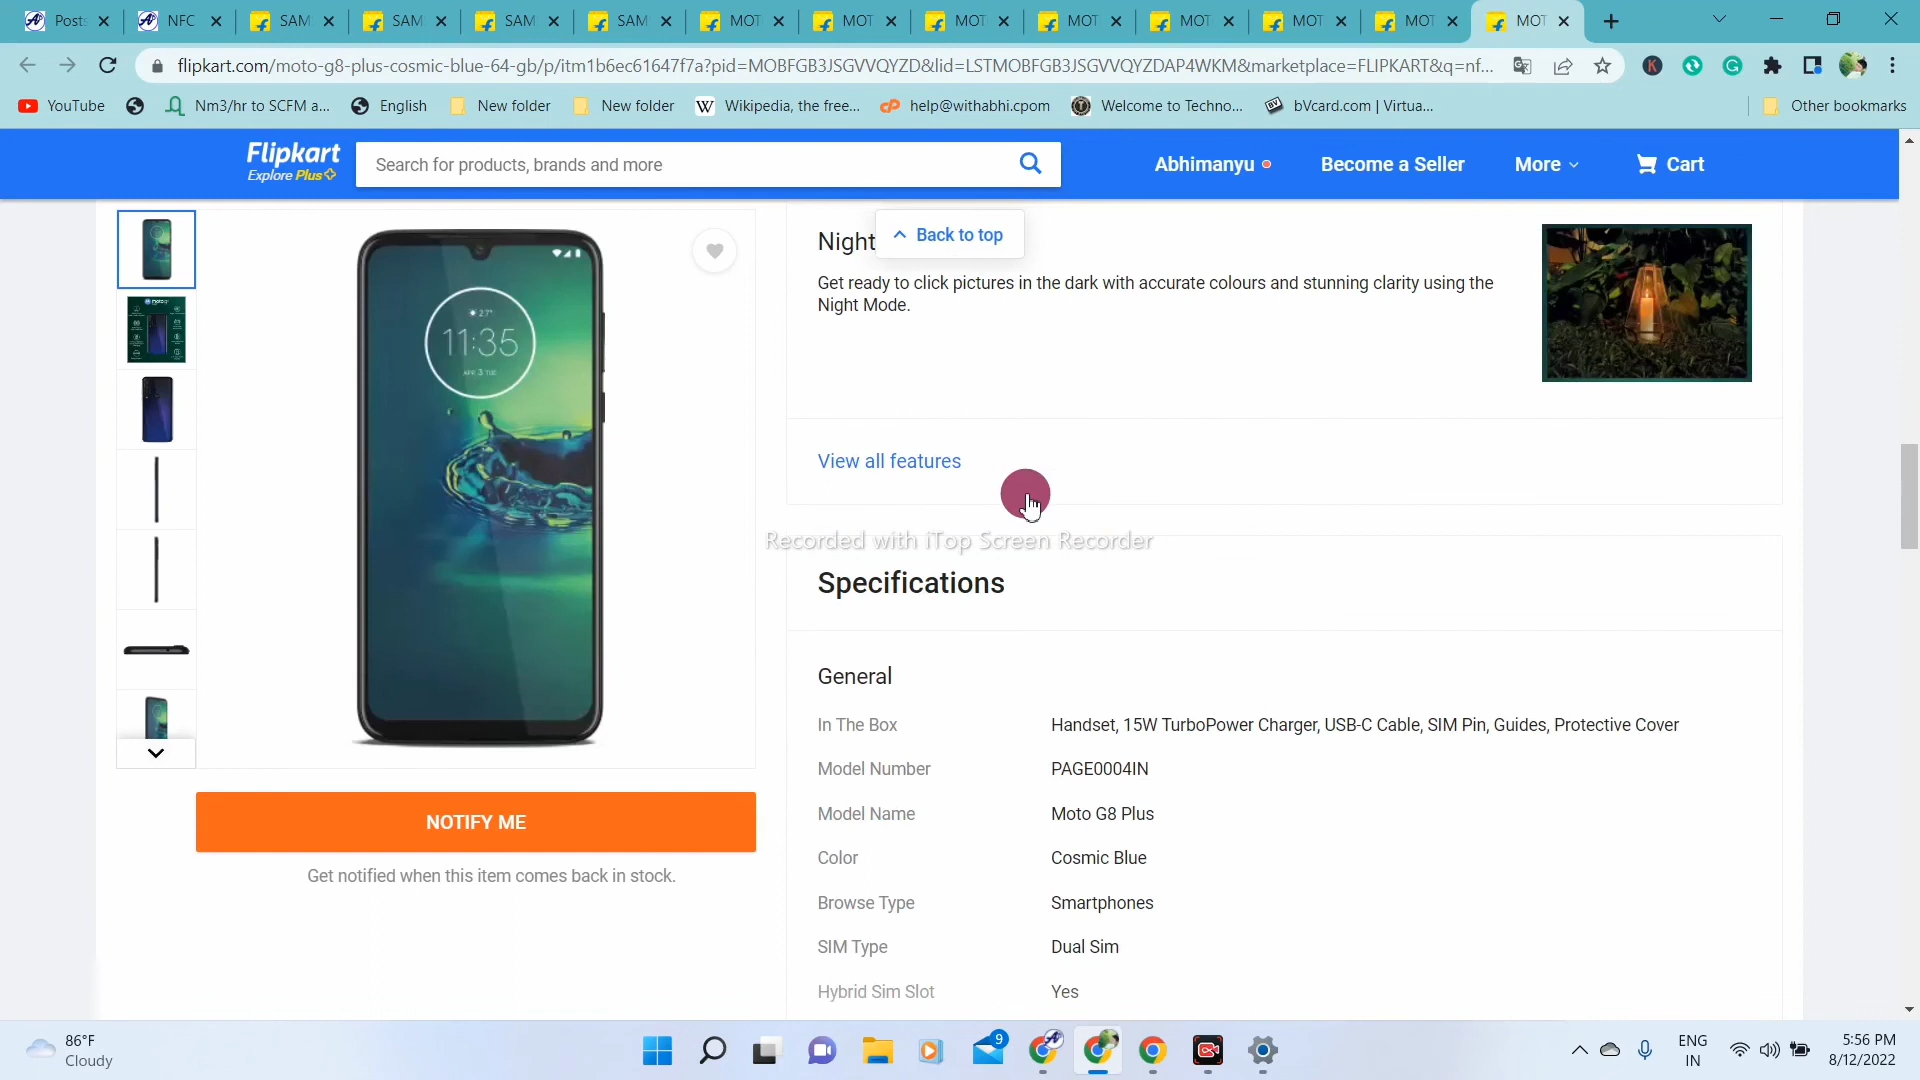 Posts NFC SAM SAM SAM SAM MOT MOT MOT MOT MOT MOT MOT MOT
flipkart.com/moto-g8-plus-cosmic-blue-64-gb/p/itm1b6ec61647f7a?pid=MOBFGB3JSGVVQYZD&lid=LSTMOBFGB3JSGVVQYZDAP4WKM&marketplace=FLIPKART&q=nf...
YouTube Nm3/hr to SCFM a... English New folder New folder Wikipedia, the free... help@withabhi.cpom Welcome to Techno... bVcard.com | Virtua... Other bookmarks
Flipkart
Explore Plus
Search for products, brands and more
Abhimanyu Become a Seller More Cart
Night
Back to top
Get ready to click pictures in the dark with accurate colours and stunning clarity using the
Night Mode.
27°
11:35
APR 3 TUE
View all features
Recorded with iTop Screen Recorder
Specifications
General
In The Box Handset, 15W TurboPower Charger, USB-C Cable, SIM Pin, Guides, Protective Cover
Model Number PAGE0004IN
Model Name Moto G8 Plus
Color Cosmic Blue
Browse Type Smartphones
SIM Type Dual Sim
Hybrid Sim Slot Yes
NOTIFY ME
Get notified when this item comes back in stock.
86°F
Cloudy
9
ENG
IN
5:56 PM
8/12/2022